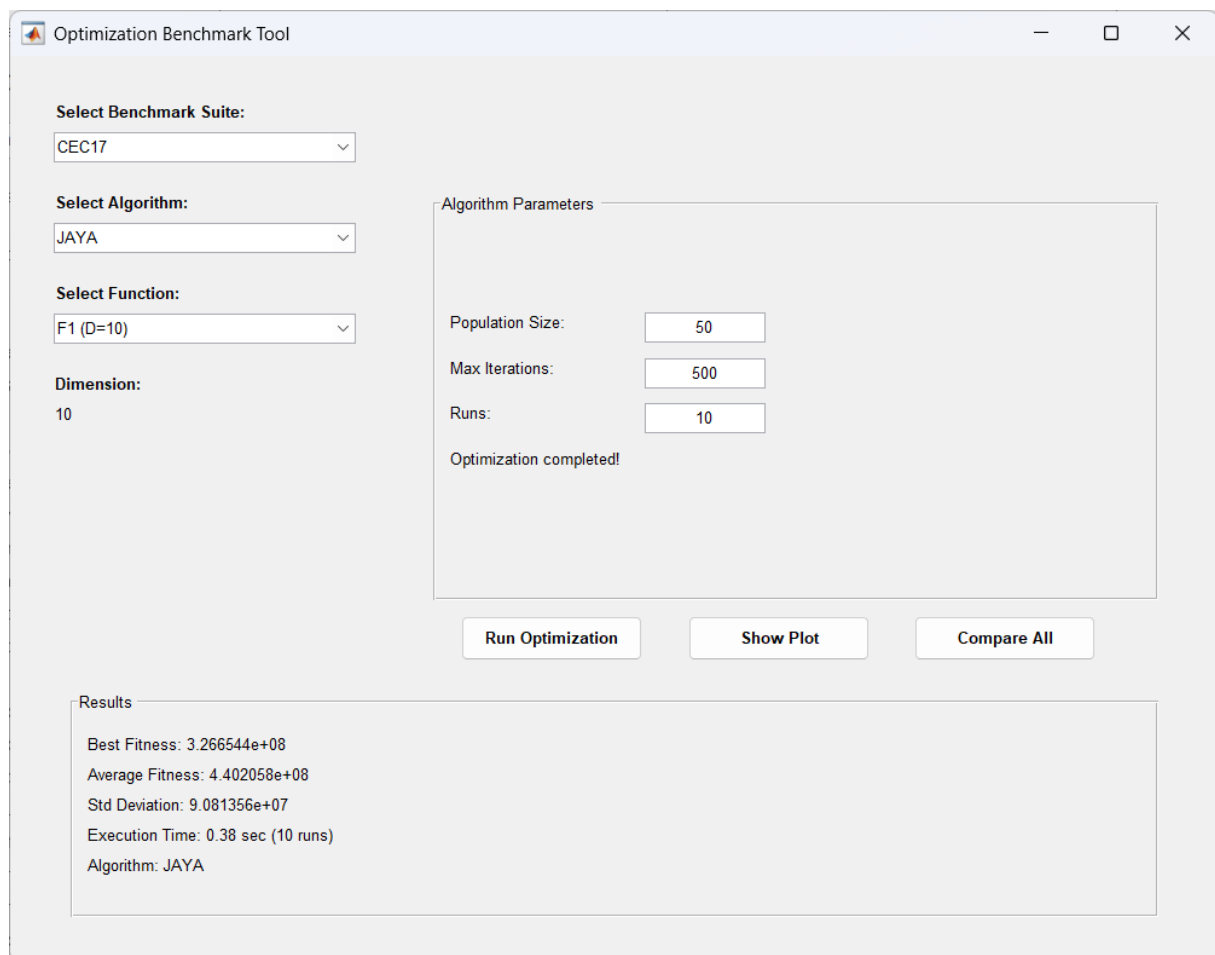 Optimization Benchmark Tool
Select Benchmark Suite:
CEC17
Select Algorithm:
JAYA
Select Function:
F1 (D=10)
Dimension:
10
Algorithm Parameters
Population Size: 50
Max Iterations: 500
Runs: 10
Optimization completed!
Run Optimization Show Plot Compare All
Results
Best Fitness: 3.266544e+08
Average Fitness: 4.402058e+08
Std Deviation: 9.081356e+07
Execution Time: 0.38 sec (10 runs)
Algorithm: JAYA